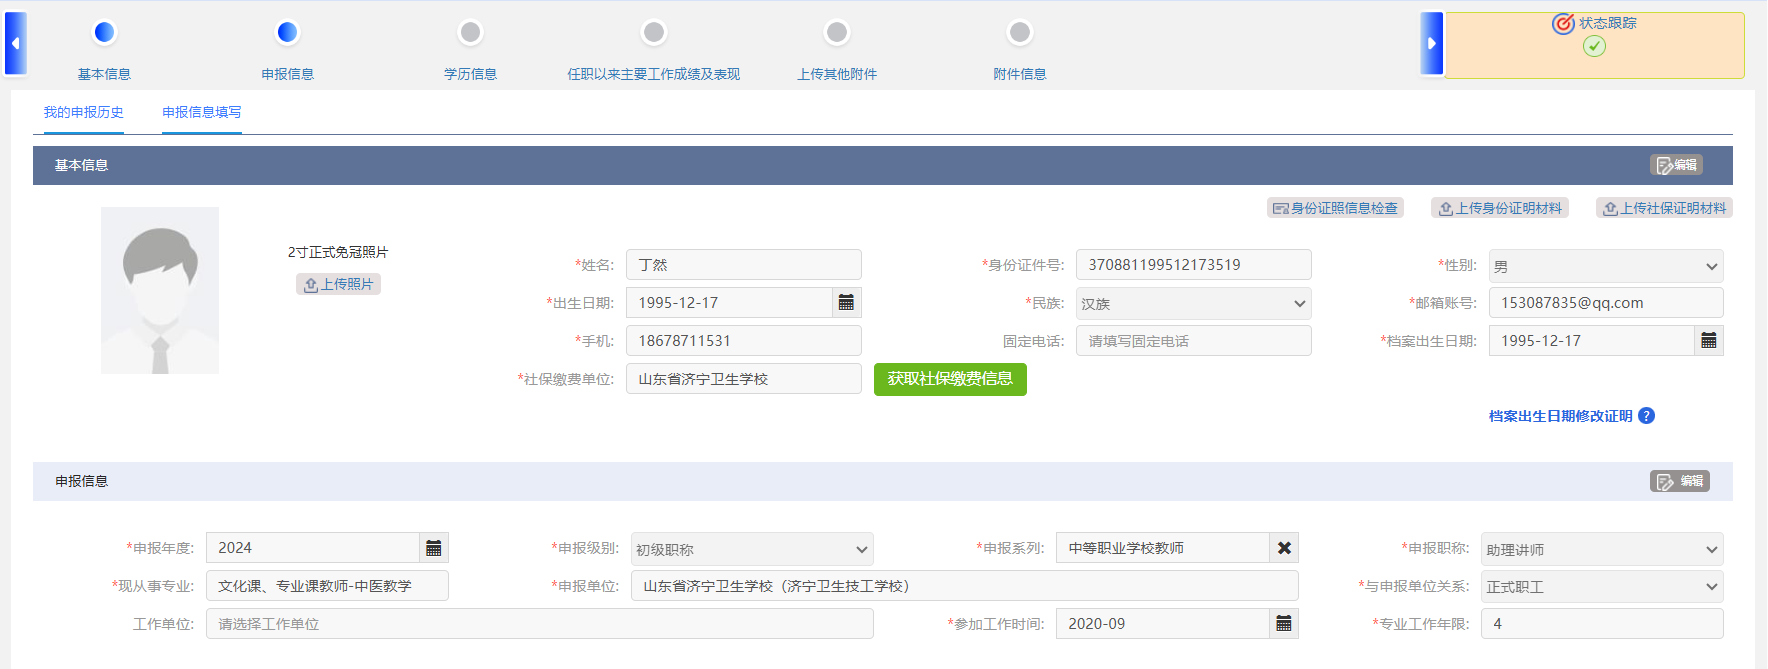 基本信息 申报信息 学历信息 任职以来主要工作成绩及表现 上传其他附件 附件信息 状态跟踪
我的申报历史 申报信息填写
基本信息 编辑
身份证照信息检查 上传身份证明材料 上传社保证明材料
2寸正式免冠照片
上传照片
*姓名: 丁然 *身份证件号: 370881199512173519 *性别: 男
*出生日期: 1995-12-17 *民族: 汉族 *邮箱账号: 153087835@qq.com
*手机: 18678711531 固定电话: 请填写固定电话 *档案出生日期: 1995-12-17
*社保缴费单位: 山东省济宁卫生学校 获取社保缴费信息
档案出生日期修改证明 ?
申报信息 编辑
*申报年度: 2024 *申报级别: 初级职称 *申报系列: 中等职业学校教师 *申报职称: 助理讲师
*现从事专业: 文化课、专业课教师-中医教学 *申报单位: 山东省济宁卫生学校（济宁卫生技工学校） *与申报单位关系: 正式职工
工作单位: 请选择工作单位 *参加工作时间: 2020-09 *专业工作年限: 4